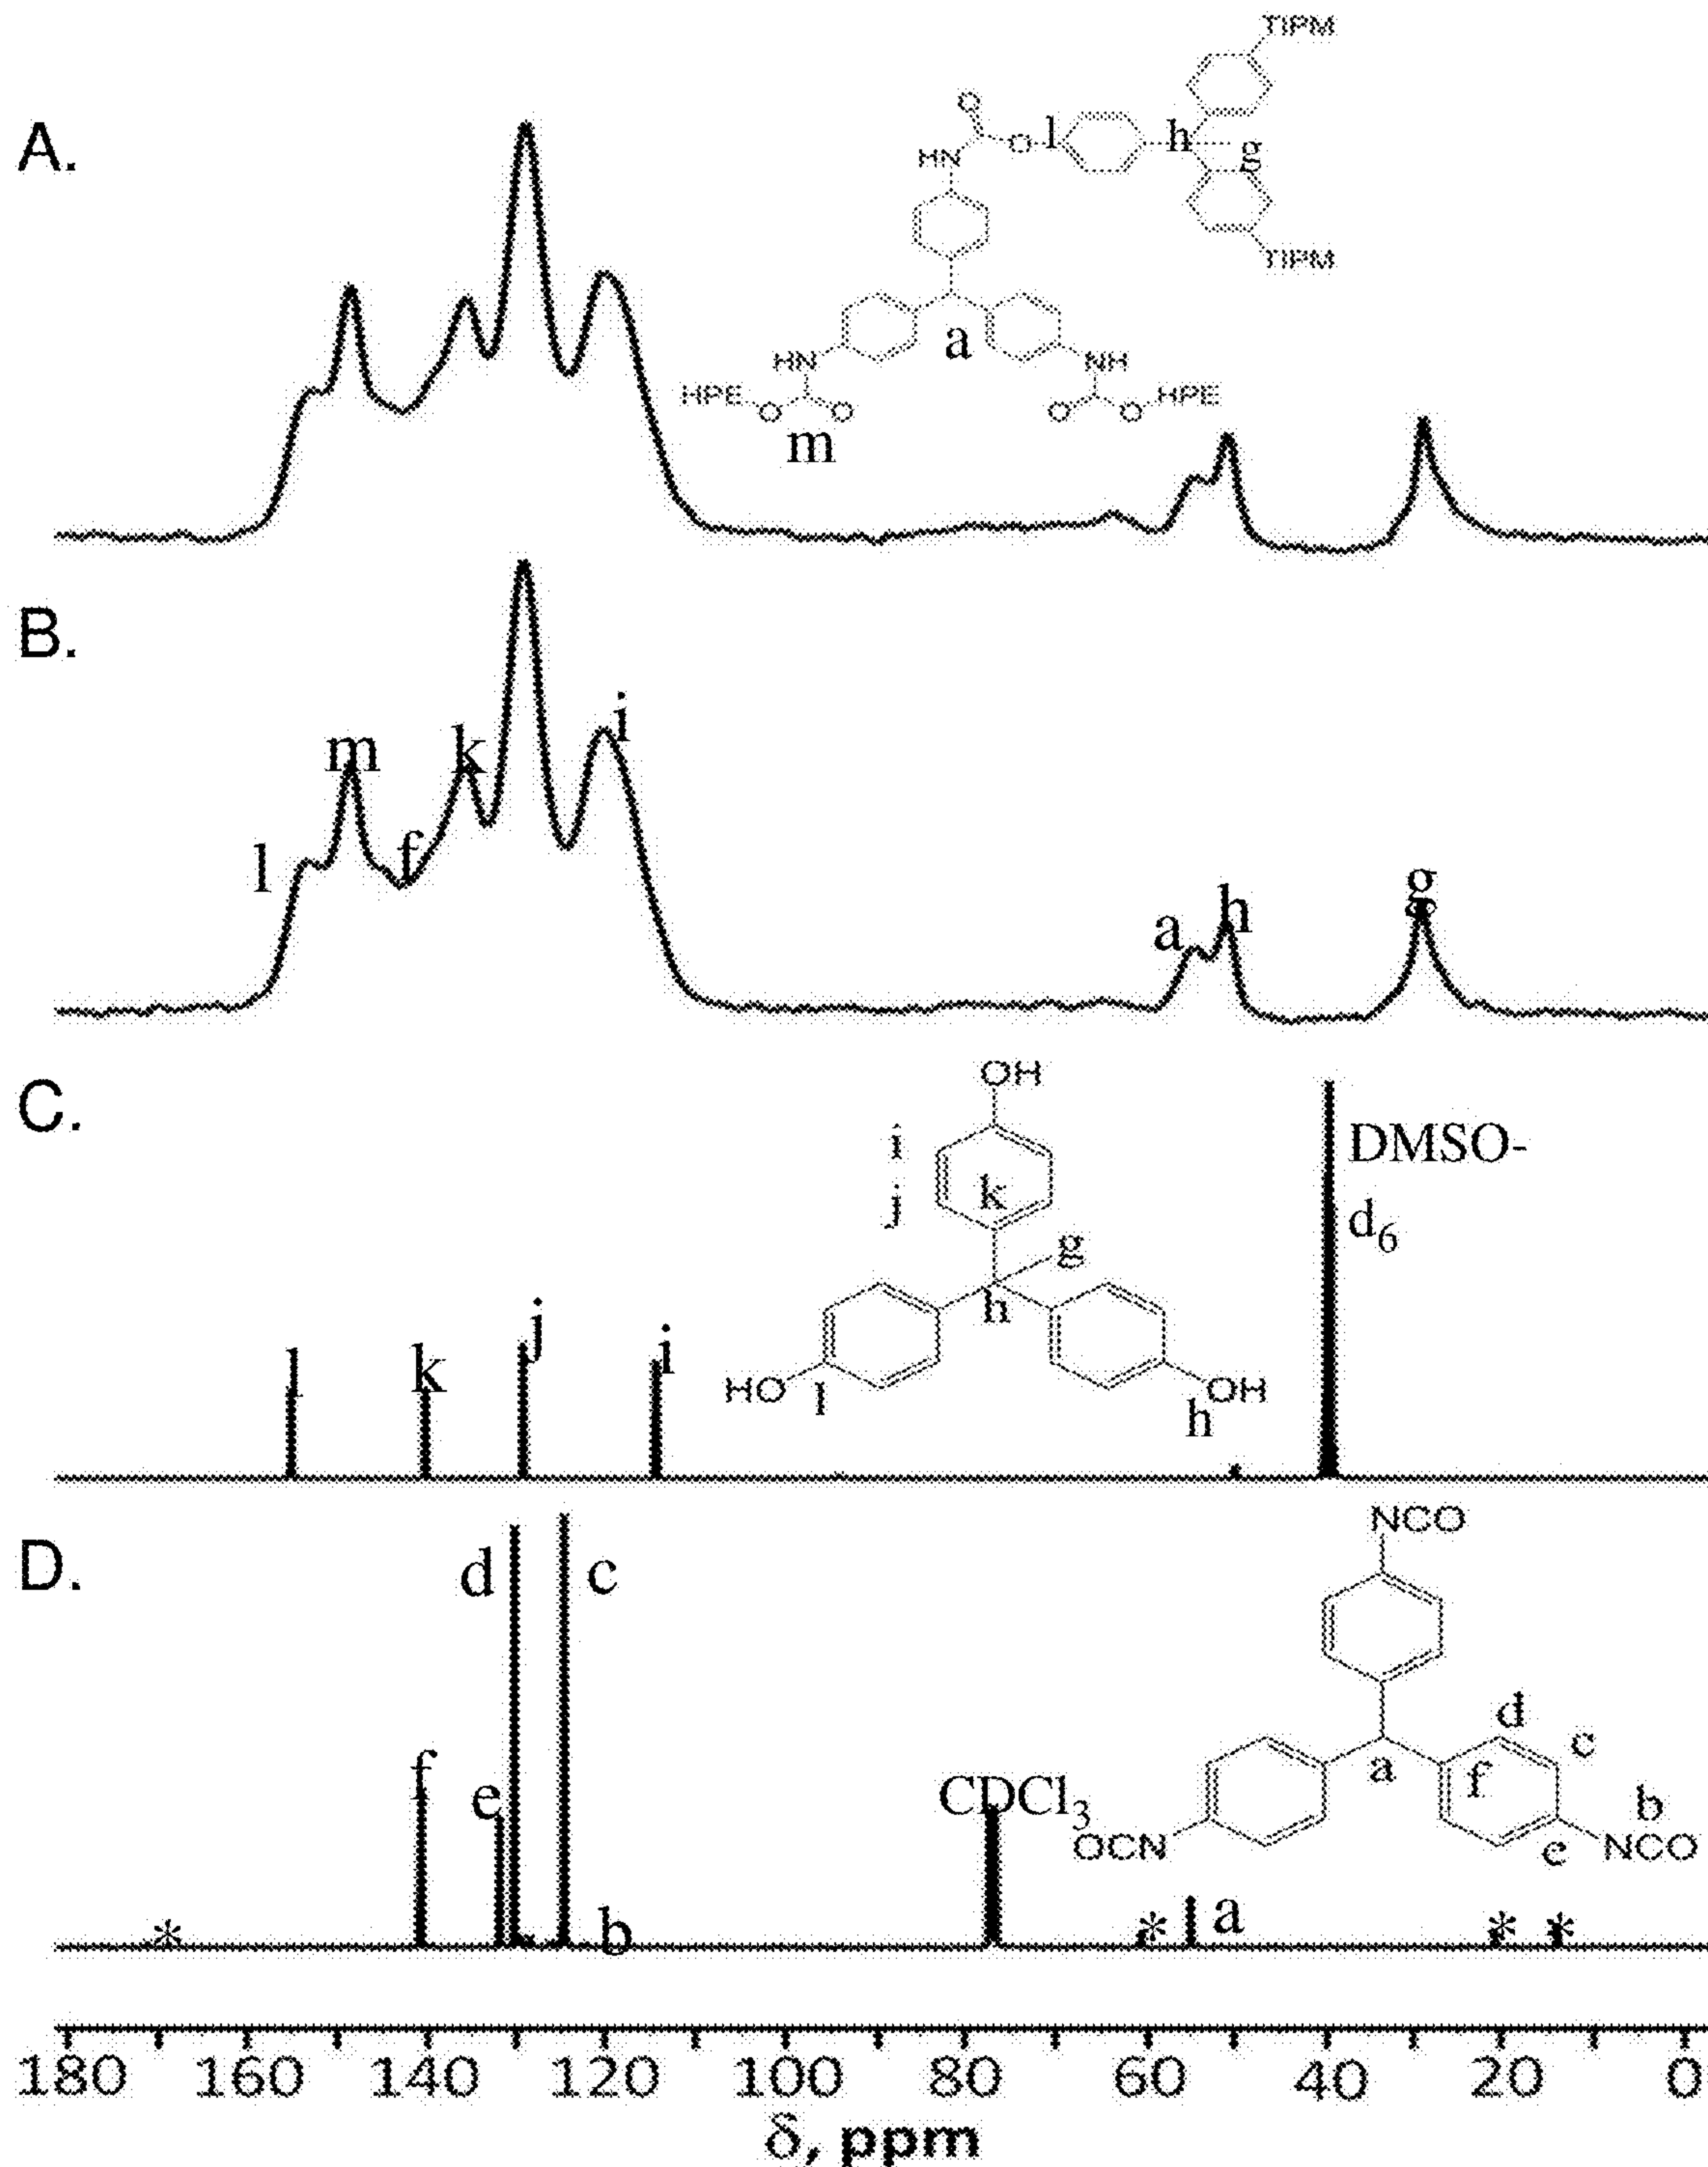 A.
TIPM
O
HN
O
l
h
g
TIPM
a
HN
NH
HPE
O
O
O
O
HPE
m
B.
l
m
f
k
i
a
h
g
C.
OH
i
j
k
g
h
HO
l
OH
h
DMSO-
d6
l
k
j
i
D.
NCO
d
c
f
e
b
CDCl3
a
d
c
a
f
b
e
OCN
NCO
*
*
*
*
180 160 140 120 100 80 60 40 20 0
δ, ppm